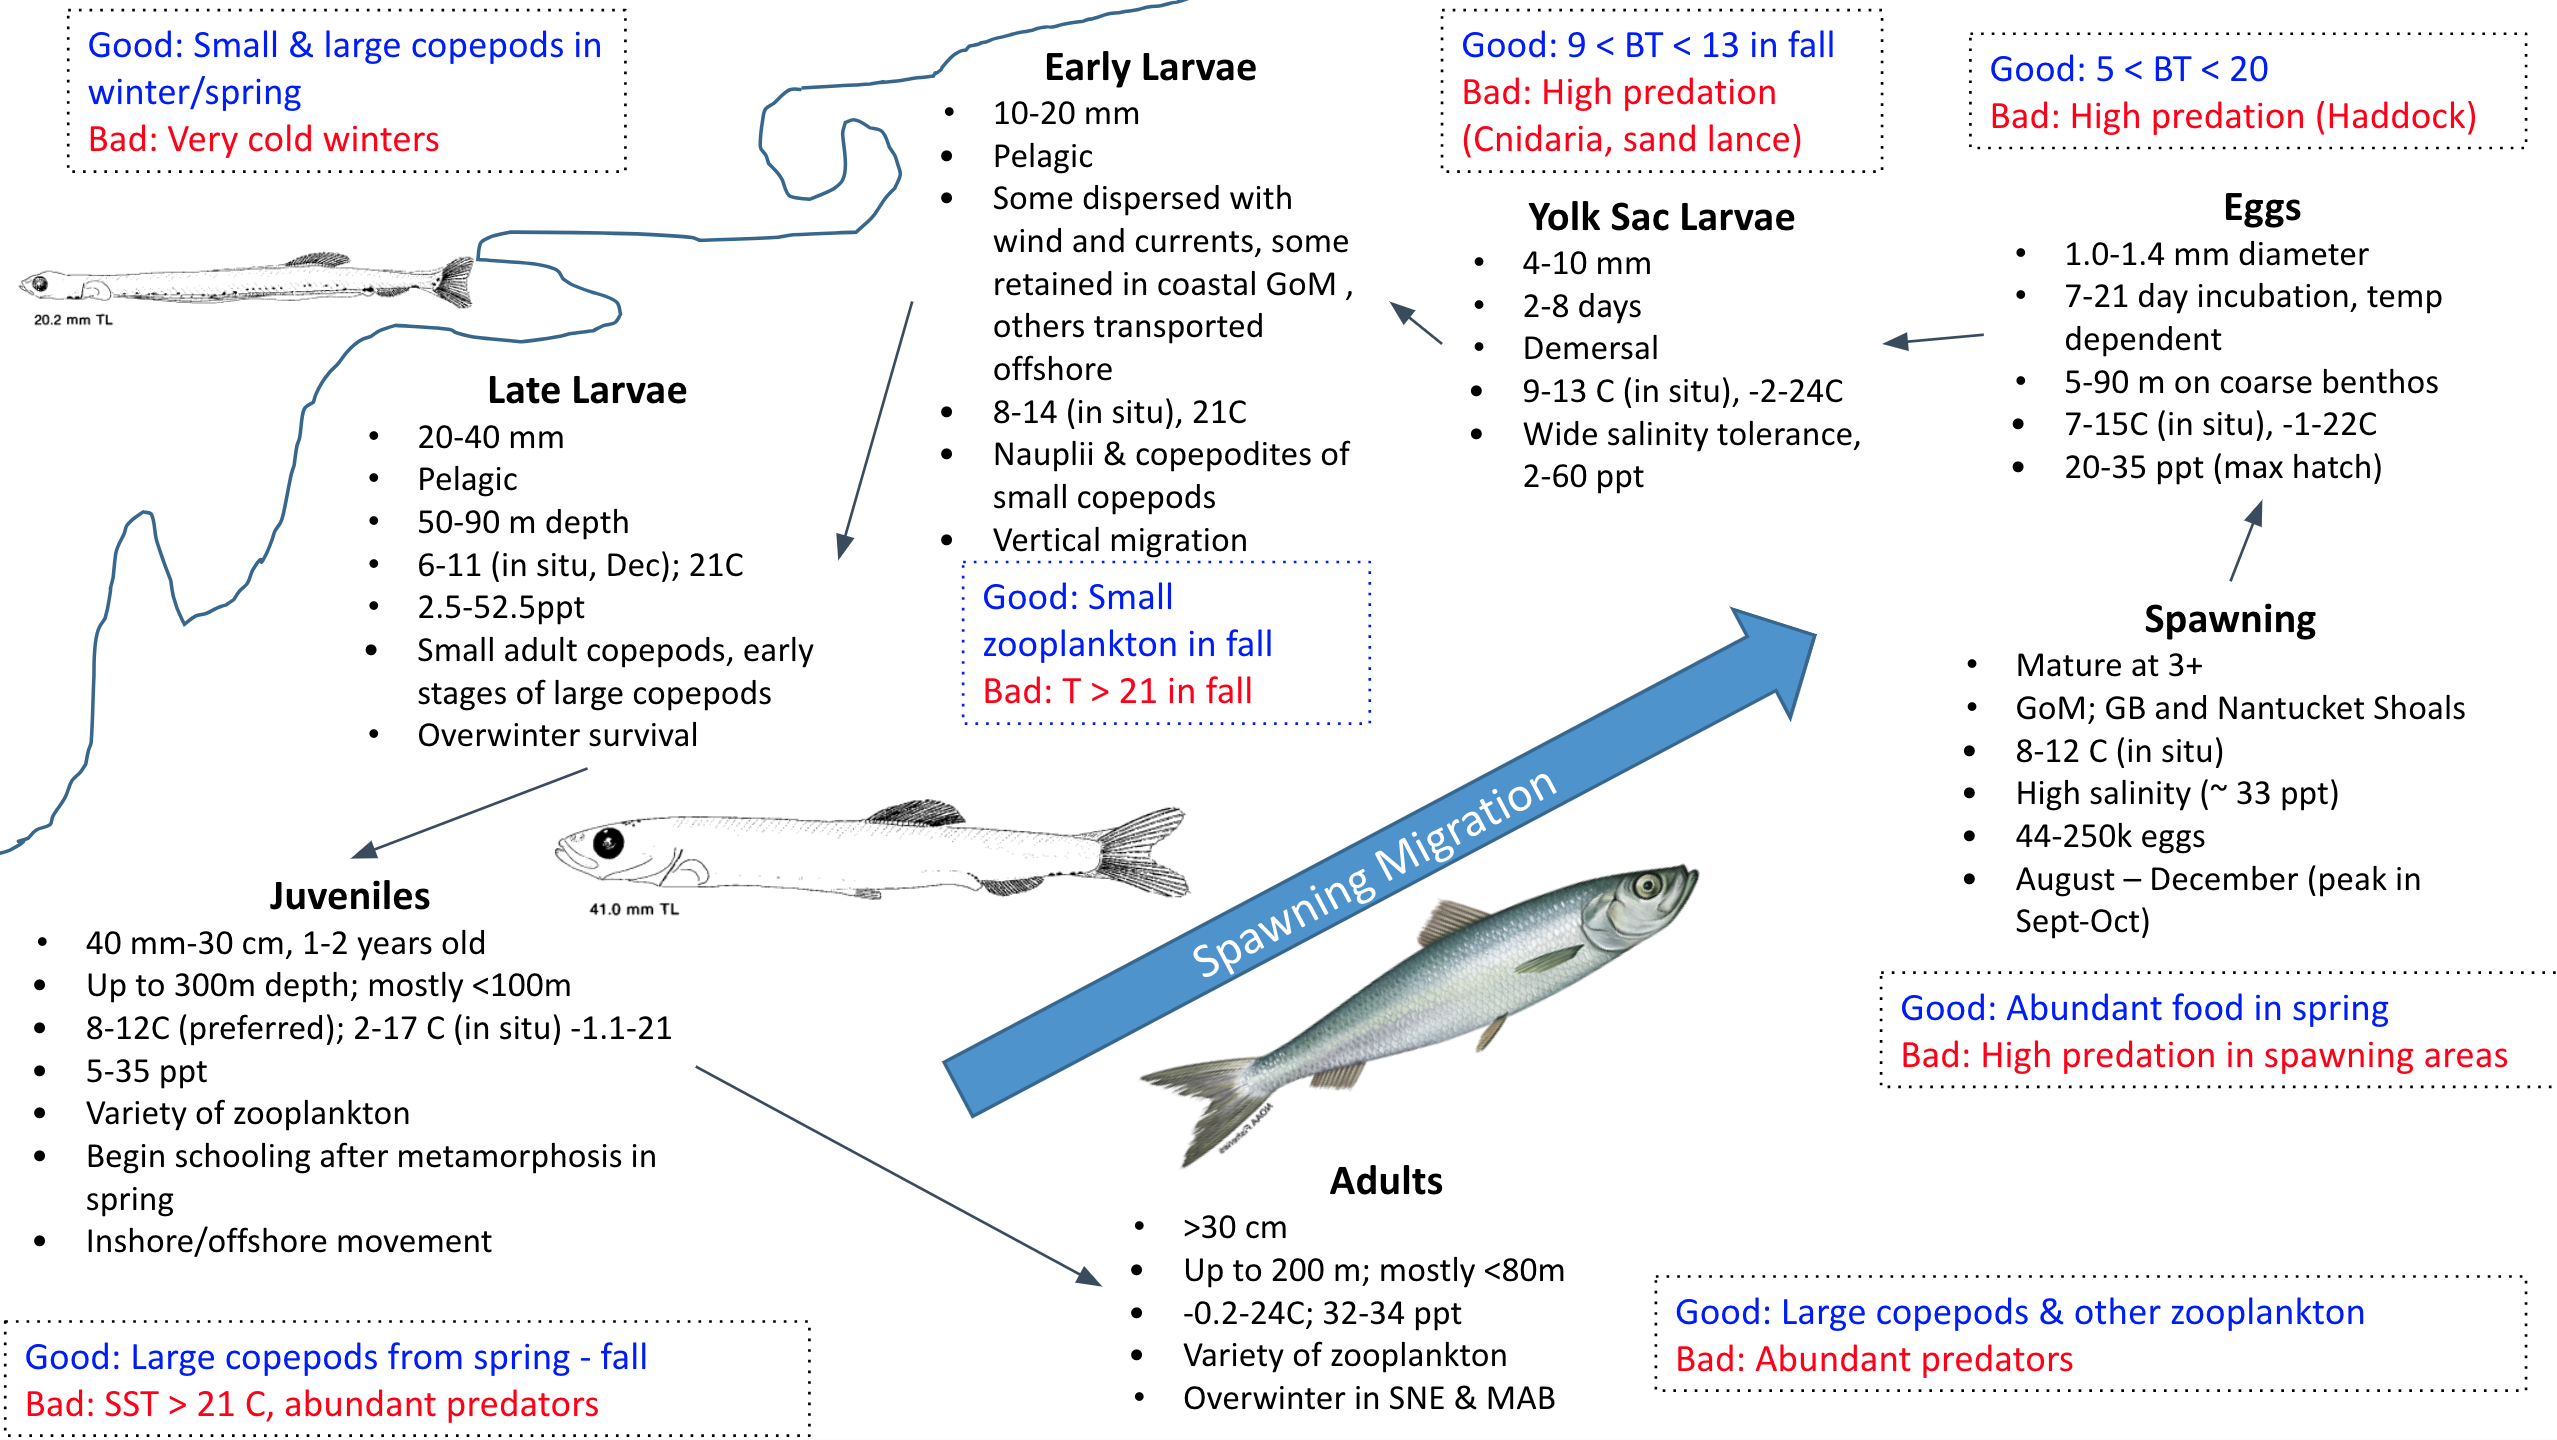 Good: Small & large copepods in
winter/spring
Bad: Very cold winters
20.2 mm TL
Late Larvae
• 20-40 mm
• Pelagic
• 50-90 m depth
• 6-11 (in situ, Dec); 21C
• 2.5-52.5ppt
• Small adult copepods, early
stages of large copepods
• Overwinter survival
Early Larvae
• 10-20 mm
• Pelagic
• Some dispersed with
wind and currents, some
retained in coastal GoM ,
others transported
offshore
• 8-14 (in situ), 21C
• Nauplii & copepodites of
small copepods
• Vertical migration
Good: Small
zooplankton in fall
Bad: T > 21 in fall
Good: 9 < BT < 13 in fall
Bad: High predation
(Cnidaria, sand lance)
Yolk Sac Larvae
• 4-10 mm
• 2-8 days
• Demersal
• 9-13 C (in situ), -2-24C
• Wide salinity tolerance,
2-60 ppt
Good: 5 < BT < 20
Bad: High predation (Haddock)
Eggs
• 1.0-1.4 mm diameter
• 7-21 day incubation, temp
dependent
• 5-90 m on coarse benthos
• 7-15C (in situ), -1-22C
• 20-35 ppt (max hatch)
Spawning
• Mature at 3+
• GoM; GB and Nantucket Shoals
• 8-12 C (in situ)
• High salinity (~ 33 ppt)
• 44-250k eggs
• August – December (peak in
Sept-Oct)
Good: Abundant food in spring
Bad: High predation in spawning areas
Spawning Migration
41.0 mm TL
Juveniles
• 40 mm-30 cm, 1-2 years old
• Up to 300m depth; mostly <100m
• 8-12C (preferred); 2-17 C (in situ) -1.1-21
• 5-35 ppt
• Variety of zooplankton
• Begin schooling after metamorphosis in
spring
• Inshore/offshore movement
Good: Large copepods from spring - fall
Bad: SST > 21 C, abundant predators
NOAA Fisheries
Adults
• >30 cm
• Up to 200 m; mostly <80m
• -0.2-24C; 32-34 ppt
• Variety of zooplankton
• Overwinter in SNE & MAB
Good: Large copepods & other zooplankton
Bad: Abundant predators